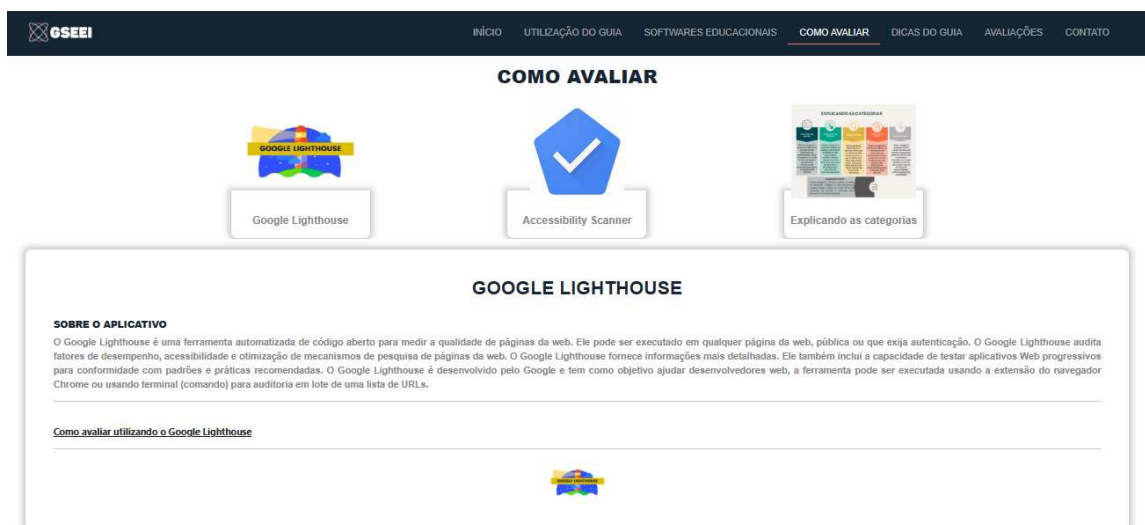 GSEEI
INÍCIO UTILIZAÇÃO DO GUIA SOFTWARES EDUCACIONAIS COMO AVALIAR DICAS DO GUIA AVALIAÇÕES CONTATO
COMO AVALIAR
GOOGLE LIGHTHOUSE
EXPLICANDO AS CATEGORIAS
Google Lighthouse
Accessibility Scanner
Explicando as categorias
GOOGLE LIGHTHOUSE
SOBRE O APLICATIVO
O Google Lighthouse é uma ferramenta automatizada de código aberto para medir a qualidade de páginas da web. Ele pode ser executado em qualquer página da web, pública ou que exija autenticação. O Google Lighthouse audita
fatores de desempenho, acessibilidade e otimização de mecanismos de pesquisa de páginas da web. O Google Lighthouse fornece informações mais detalhadas. Ele também inclui a capacidade de testar aplicativos Web progressivos
para conformidade com padrões e práticas recomendadas. O Google Lighthouse é desenvolvido pelo Google e tem como objetivo ajudar desenvolvedores web, a ferramenta pode ser executada usando a extensão do navegador
Chrome ou usando terminal (comando) para auditoria em lote de uma lista de URLs.
Como avaliar utilizando o Google Lighthouse
GOOGLE LIGHTHOUSE